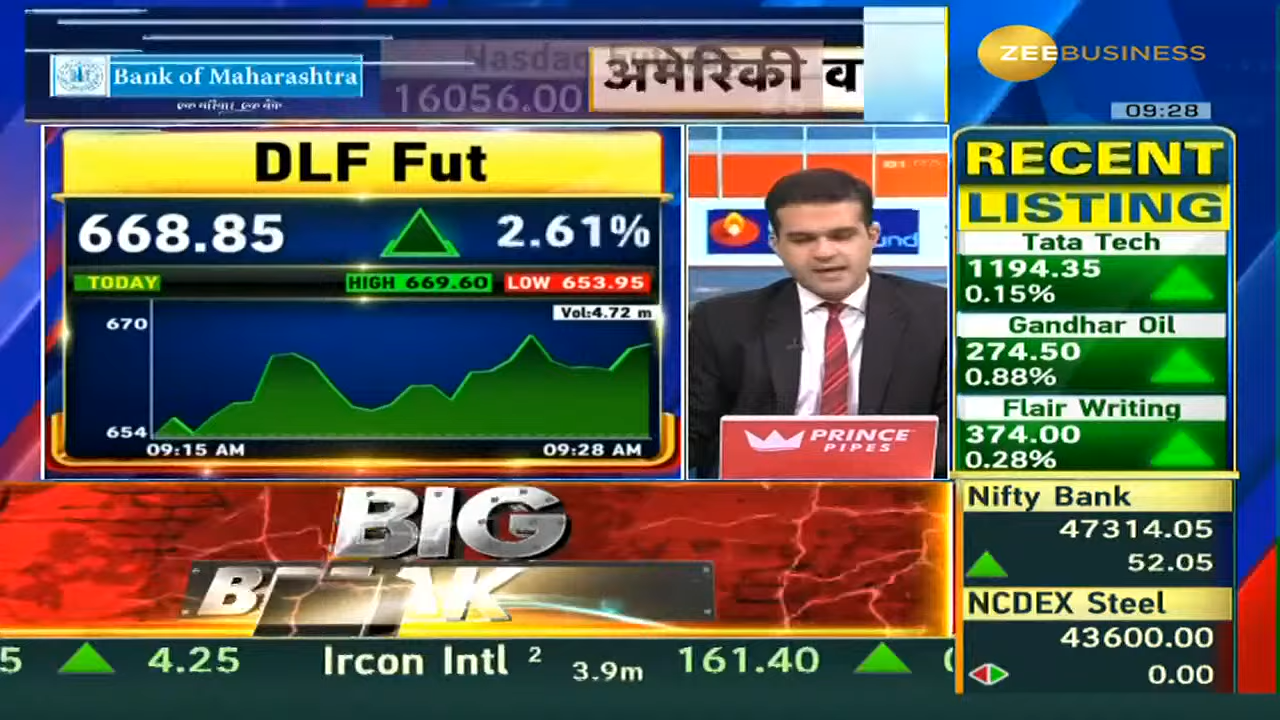 Bank of Maharashtra
Nasdaq
16056.00
अमेरिकी
ZEEBUSINESS
09:28
DLF Fut
668.85
2.61%
TODAY
HIGH 669.60
LOW 653.95
Vol:4.72 m
670
654
09:15 AM
09:28 AM
PRINCE
PIPES
RECENT
LISTING
Tata Tech
1194.35
0.15%
Gandhar Oil
274.50
0.88%
Flair Writing
374.00
0.28%
Nifty Bank
47314.05
52.05
NCDEX Steel
43600.00
0.00
BIG
5 4.25 Ircon Intl ² 3.9m 161.40